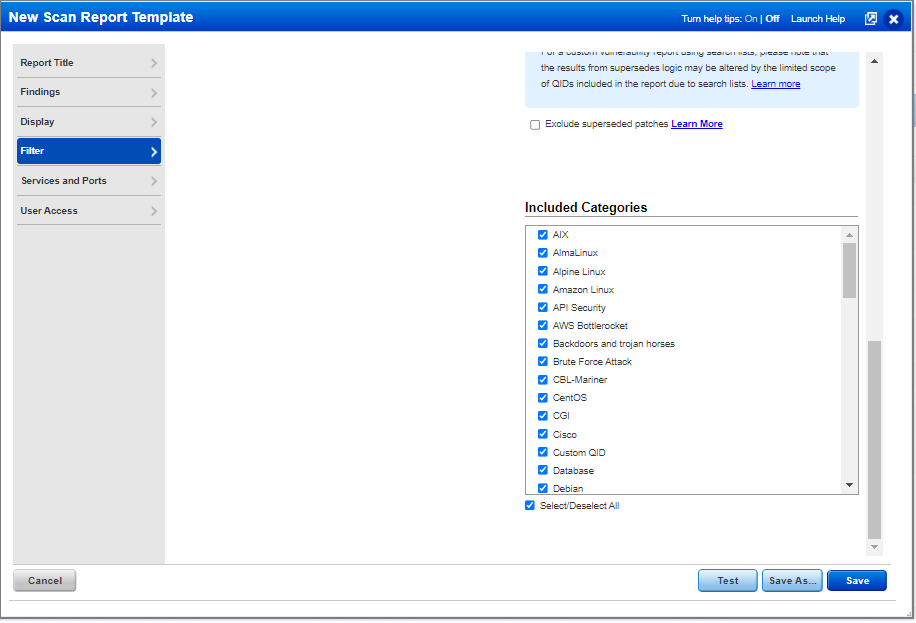 New Scan Report Template
Turn help tips: On | Off Launch Help
Report Title
Findings
Display
Filter
Services and Ports
User Access
For a custom vulnerability report using search lists, please note that
the results from supersedes logic may be altered by the limited scope
of QIDs included in the report due to search lists. Learn more
Exclude superseded patches Learn More
Included Categories
AIX
AlmaLinux
Alpine Linux
Amazon Linux
API Security
AWS Bottlerocket
Backdoors and trojan horses
Brute Force Attack
CBL-Mariner
CentOS
CGI
Cisco
Custom QID
Database
Debian
Select/Deselect All
Cancel
Test
Save As...
Save